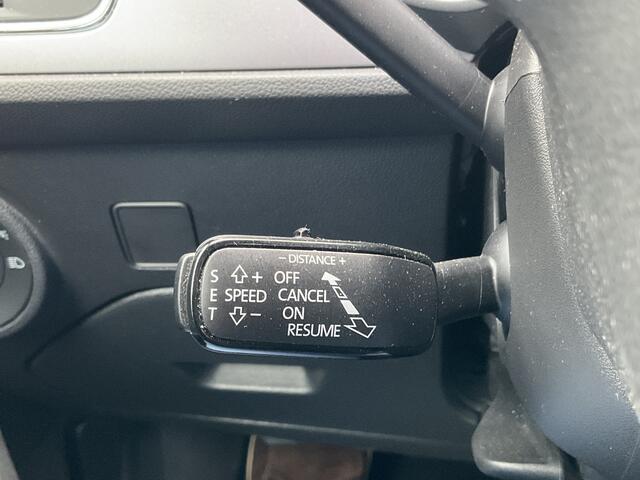 − DISTANCE +
S + OFF
E SPEED CANCEL
T − ON
RESUME